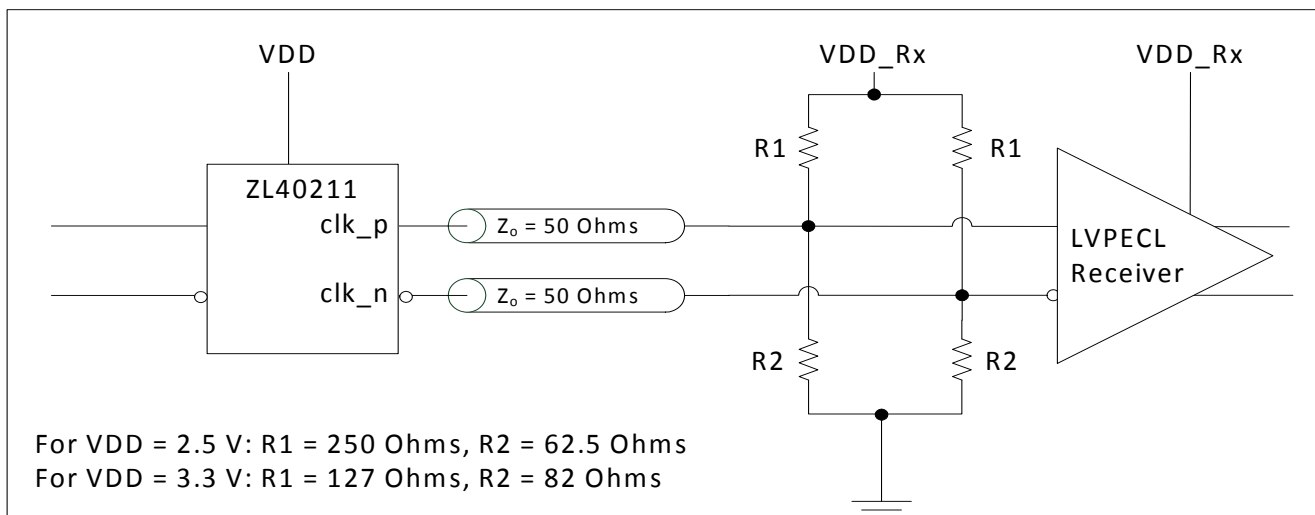 VDD
VDD_Rx
VDD_Rx
R1
R1
ZL40211
clk_p
Zo = 50 Ohms
LVPECL
Receiver
clk_n
Zo = 50 Ohms
R2
R2
For VDD = 2.5 V: R1 = 250 Ohms, R2 = 62.5 Ohms
For VDD = 3.3 V: R1 = 127 Ohms, R2 = 82 Ohms